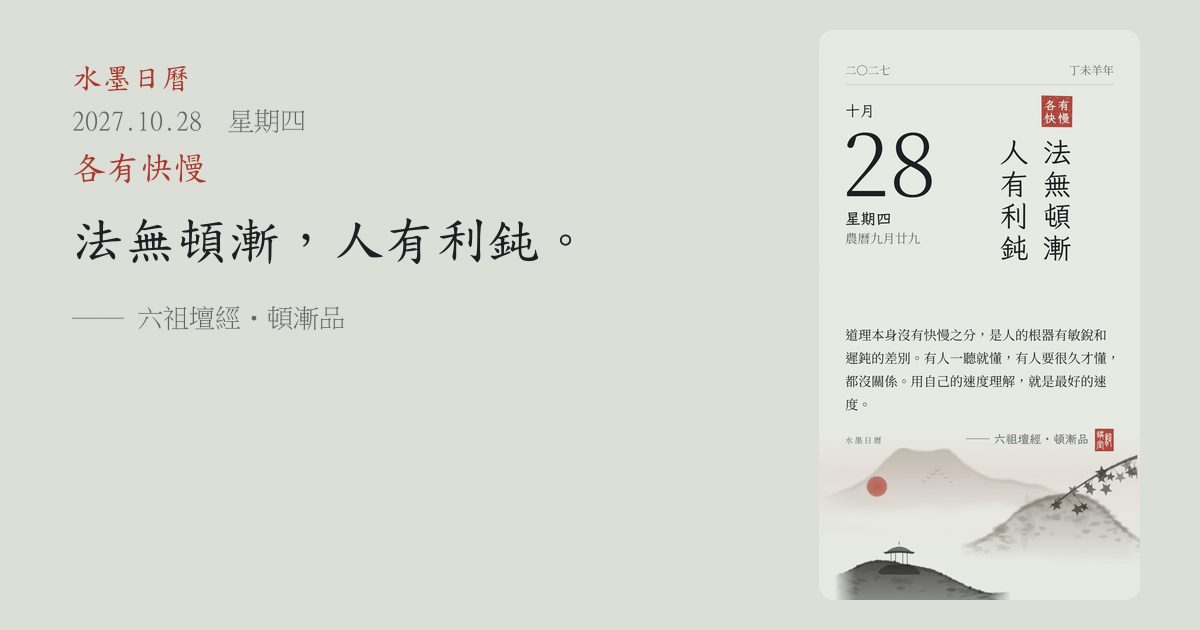 水墨日曆
2027.10.28 星期四
各有快慢
法無頓漸，人有利鈍。
—— 六祖壇經・頓漸品
二〇二七
丁未羊年
十月
28
星期四
農曆九月廿九
各有
快慢
法無頓漸
人有利鈍
道理本身沒有快慢之分，是人的根器有敏銳和
遲鈍的差別。有人一聽就懂，有人要很久才懂，
都沒關係。用自己的速度理解，就是最好的速
度。
水墨日曆
—— 六祖壇經・頓漸品